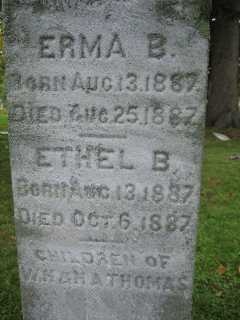 ERMA B.
BORN AUG. 13. 1887.
DIED AUG. 25. 1887.
ETHEL B.
BORN AUG. 13. 1887
DIED OCT. 6. 1887.
CHILDREN OF
W.H. & H.A. THOMAS